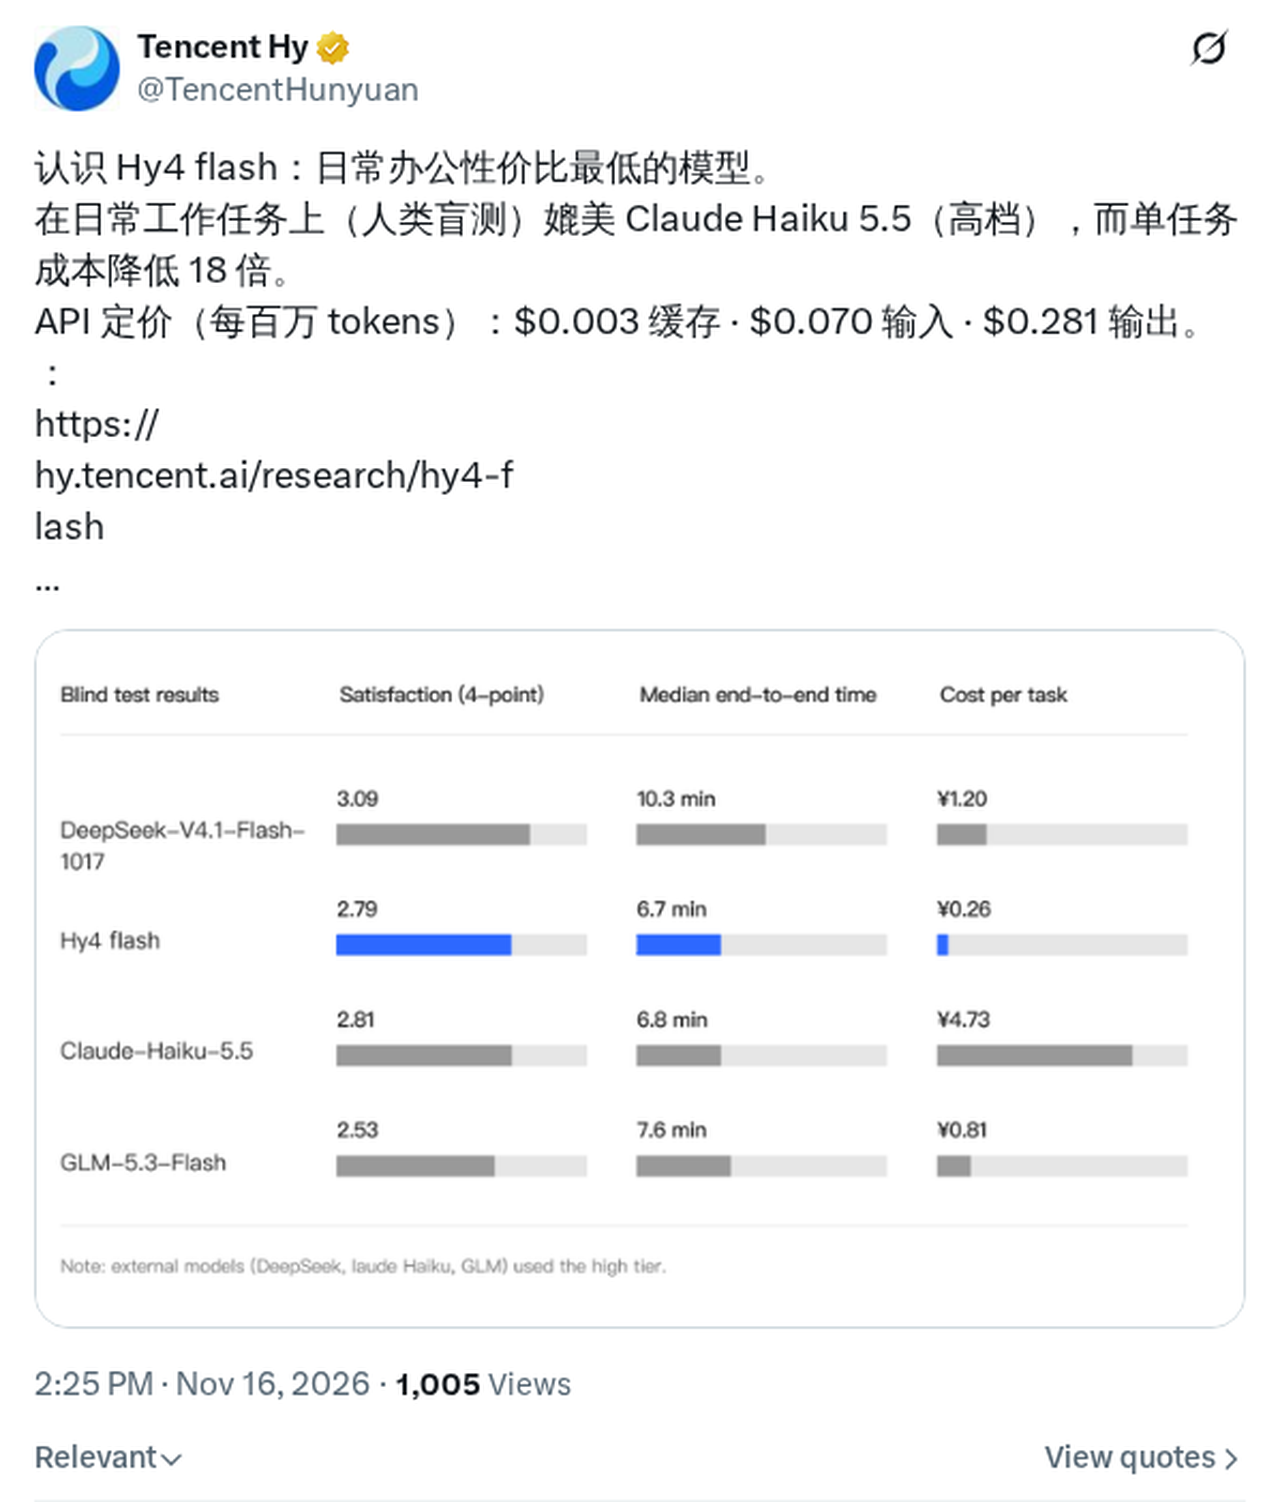 Tencent Hy
@TencentHunyuan
认识 Hy4 flash：日常办公性价比最低的模型。
在日常工作任务上（人类盲测）媲美 Claude Haiku 5.5（高档），而单任务
成本降低 18 倍。
API 定价（每百万 tokens）：$0.003 缓存 · $0.070 输入 · $0.281 输出。
：
https://
hy.tencent.ai/research/hy4-f
lash
...
Blind test results Satisfaction (4-point) Median end-to-end time Cost per task
3.09 10.3 min ¥1.20
DeepSeek-V4.1-Flash-
1017
2.79 6.7 min ¥0.26
Hy4 flash
2.81 6.8 min ¥4.73
Claude-Haiku-5.5
2.53 7.6 min ¥0.81
GLM-5.3-Flash
Note: external models (DeepSeek, laude Haiku, GLM) used the high tier.
2:25 PM · Nov 16, 2026 · 1,005 Views
Relevant View quotes